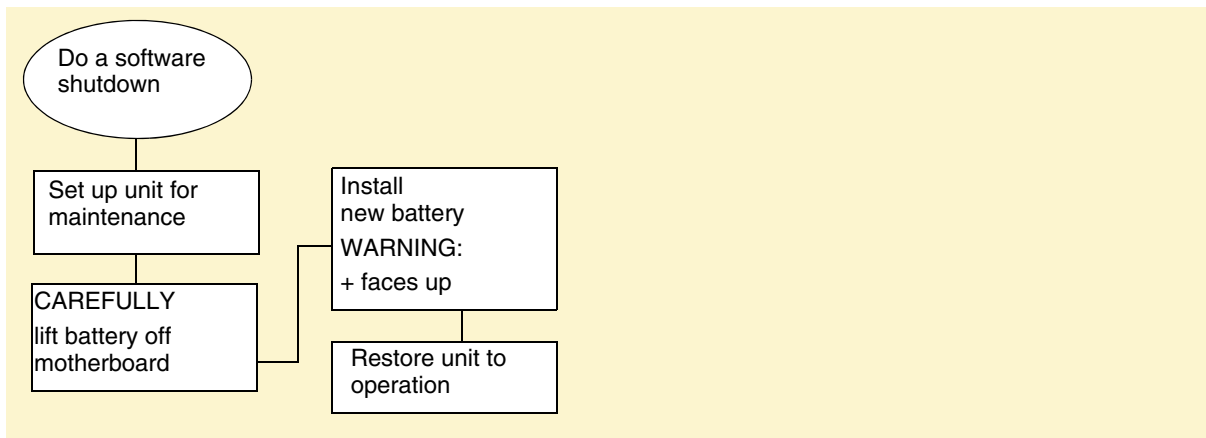 Do a software
shutdown
Set up unit for
maintenance
CAREFULLY
lift battery off
motherboard
Install
new battery
WARNING:
+ faces up
Restore unit to
operation